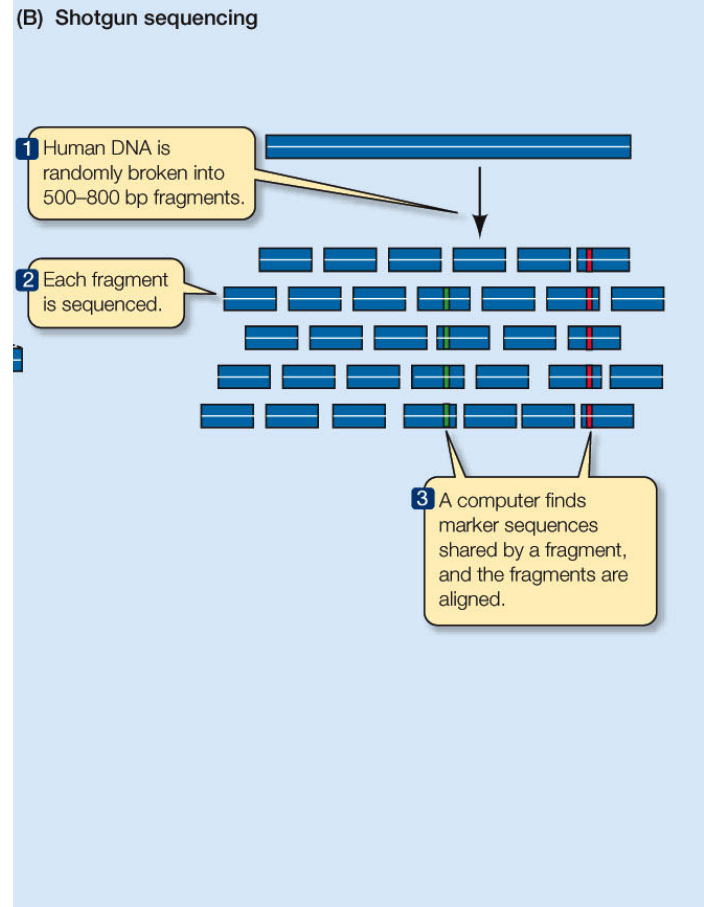 (B) Shotgun sequencing
1 Human DNA is
randomly broken into
500–800 bp fragments.
2 Each fragment
is sequenced.
3 A computer finds
marker sequences
shared by a fragment,
and the fragments are
aligned.